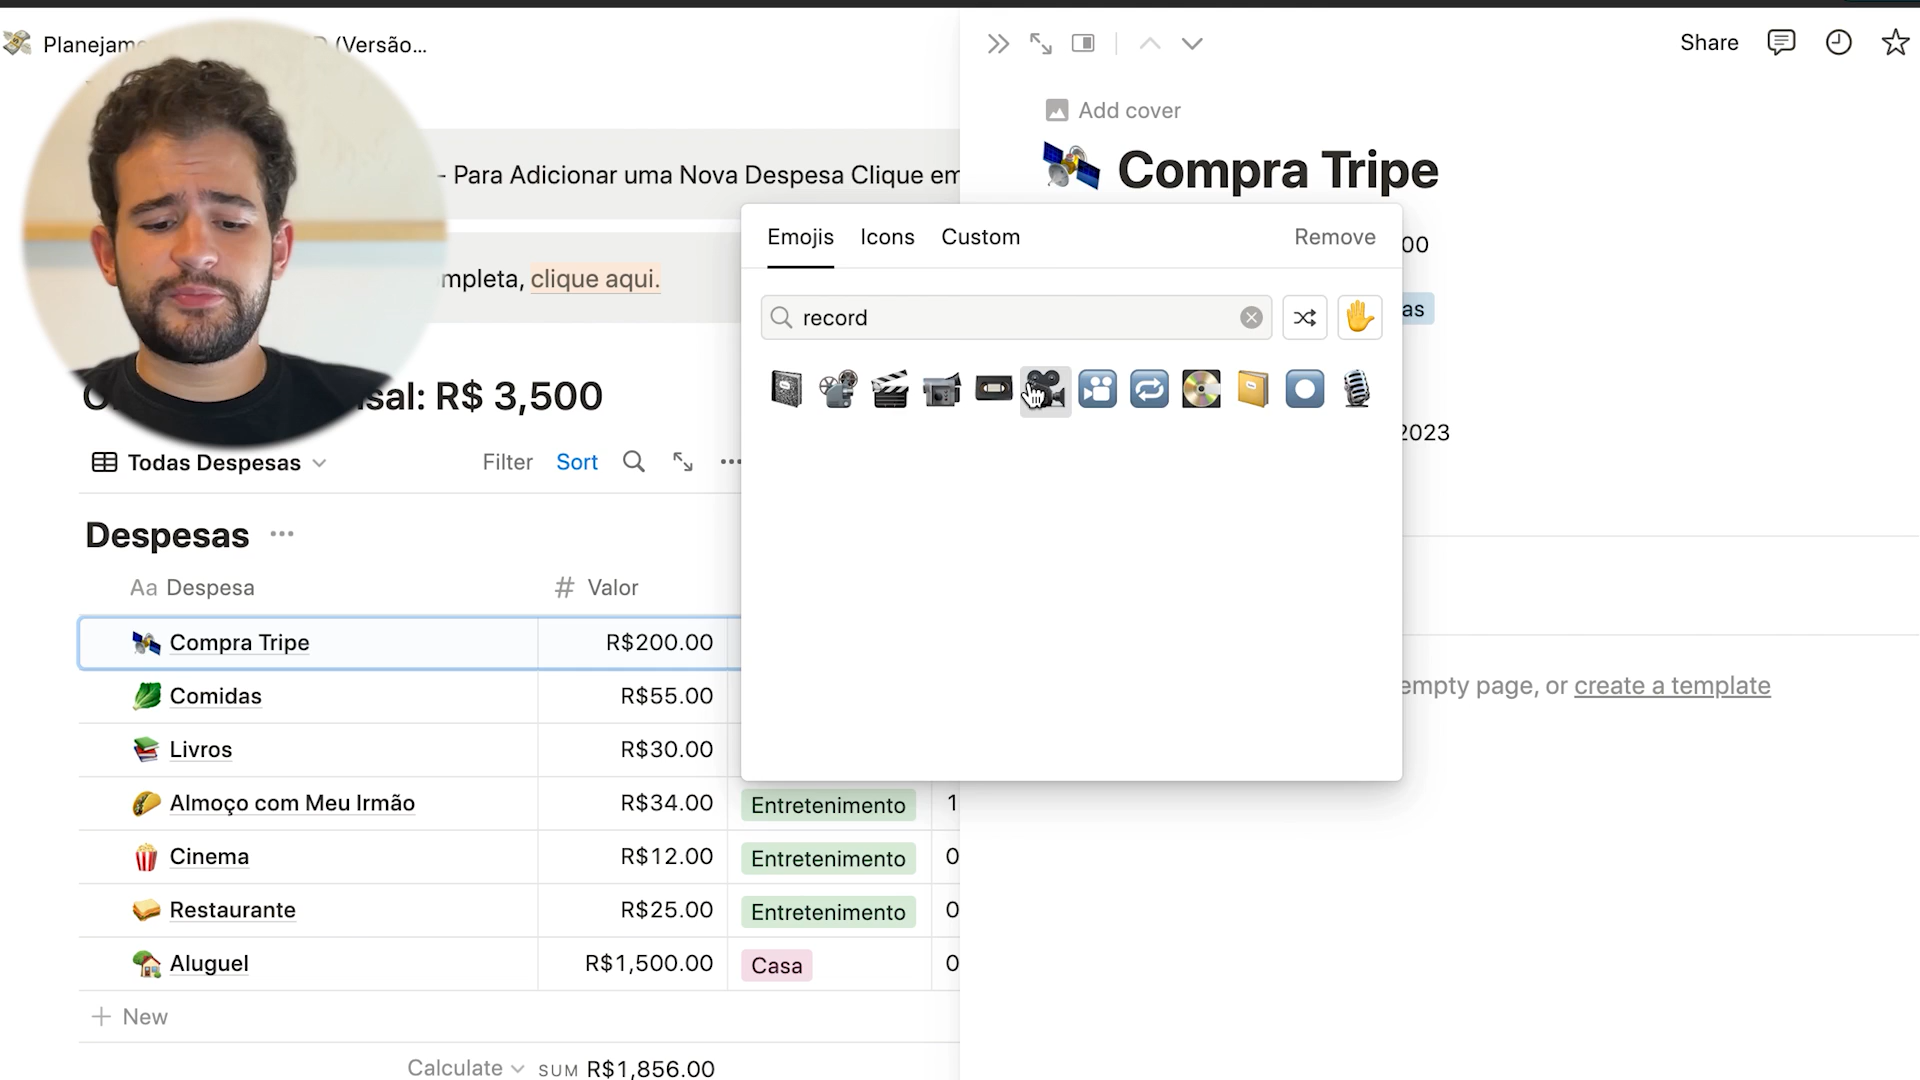 Planejam
(Versão...
Share
Add cover
Compra Tripe
- Para Adicionar uma Nova Despesa Clique em
Emojis Icons Custom Remove
00
mpleta, clique aqui.
record
as
sal: R$ 3,500
2023
Todas Despesas
Filter Sort
Despesas
Aa Despesa # Valor
Compra Tripe R$200.00
Comidas R$55.00
empty page, or create a template
Livros R$30.00
Almoço com Meu Irmão R$34.00 Entretenimento 1
Cinema R$12.00 Entretenimento 0
Restaurante R$25.00 Entretenimento 0
Aluguel R$1,500.00 Casa 0
+ New
Calculate SUM R$1,856.00